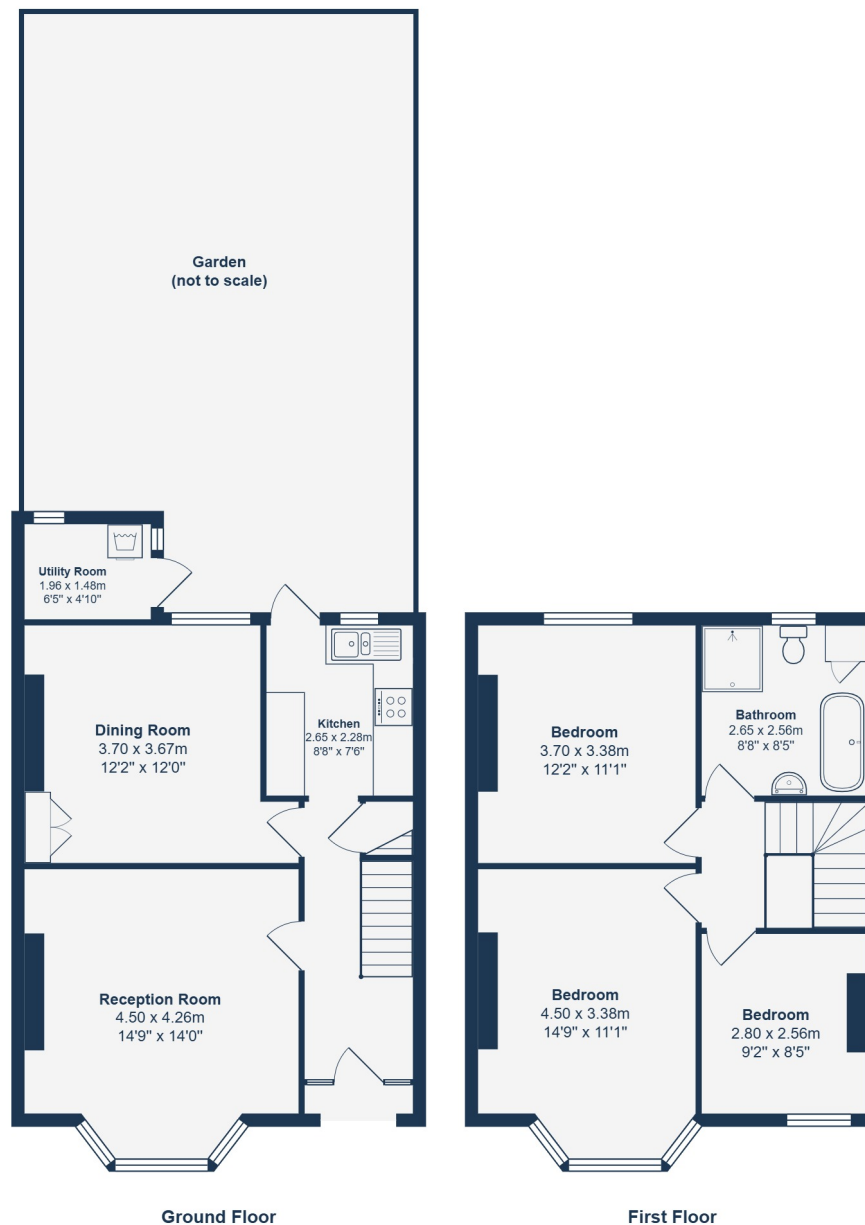 Garden
(not to scale)
Utility Room
1.96 x 1.48m
6'5" x 4'10"
Dining Room
3.70 x 3.67m
12'2" x 12'0"
Kitchen
2.65 x 2.28m
8'8" x 7'6"
Reception Room
4.50 x 4.26m
14'9" x 14'0"
Ground Floor
Bedroom
3.70 x 3.38m
12'2" x 11'1"
Bathroom
2.65 x 2.56m
8'8" x 8'5"
Bedroom
4.50 x 3.38m
14'9" x 11'1"
Bedroom
2.80 x 2.56m
9'2" x 8'5"
First Floor